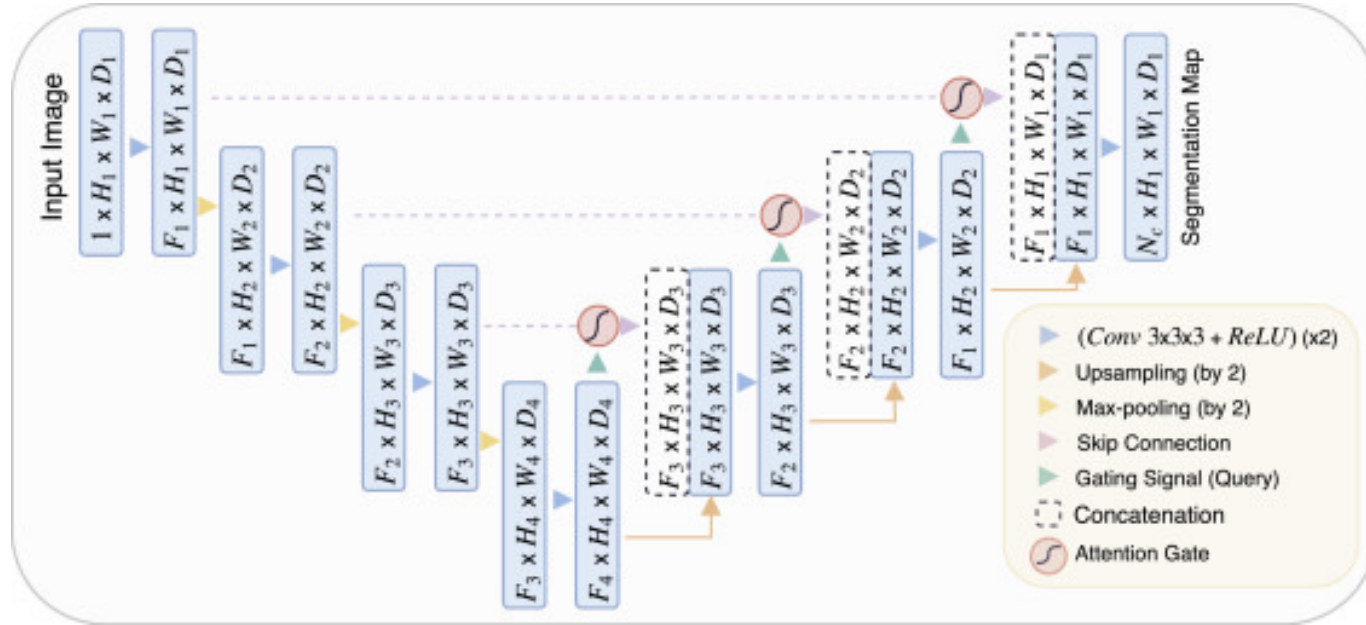 Input Image
1 x H₁ x W₁ x D₁
F₁ x H₁ x W₁ x D₁
F₁ x H₂ x W₂ x D₂
F₂ x H₂ x W₂ x D₂
F₂ x H₃ x W₃ x D₃
F₃ x H₃ x W₃ x D₃
F₃ x H₄ x W₄ x D₄
F₄ x H₄ x W₄ x D₄
F₃ x H₃ x W₃ x D₃
F₃ x H₃ x W₃ x D₃
F₂ x H₃ x W₃ x D₃
F₂ x H₂ x W₂ x D₂
F₂ x H₂ x W₂ x D₂
F₁ x H₂ x W₂ x D₂
F₁ x H₁ x W₁ x D₁
F₁ x H₁ x W₁ x D₁
N꜀ x H₁ x W₁ x D₁
Segmentation Map
(Conv 3x3x3 + ReLU) (x2)
Upsampling (by 2)
Max-pooling (by 2)
Skip Connection
Gating Signal (Query)
Concatenation
Attention Gate